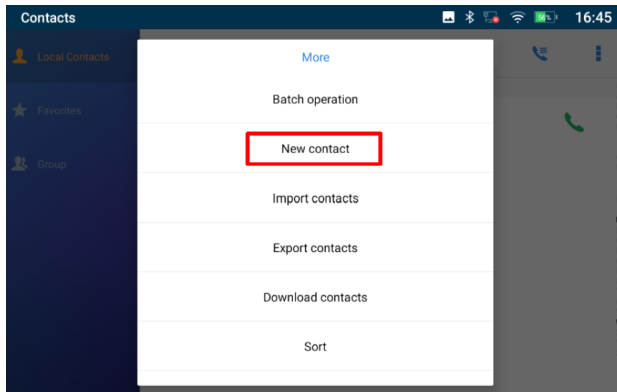 Contacts
16:45
Local Contacts
Favorites
Group
More
Batch operation
New contact
Import contacts
Export contacts
Download contacts
Sort